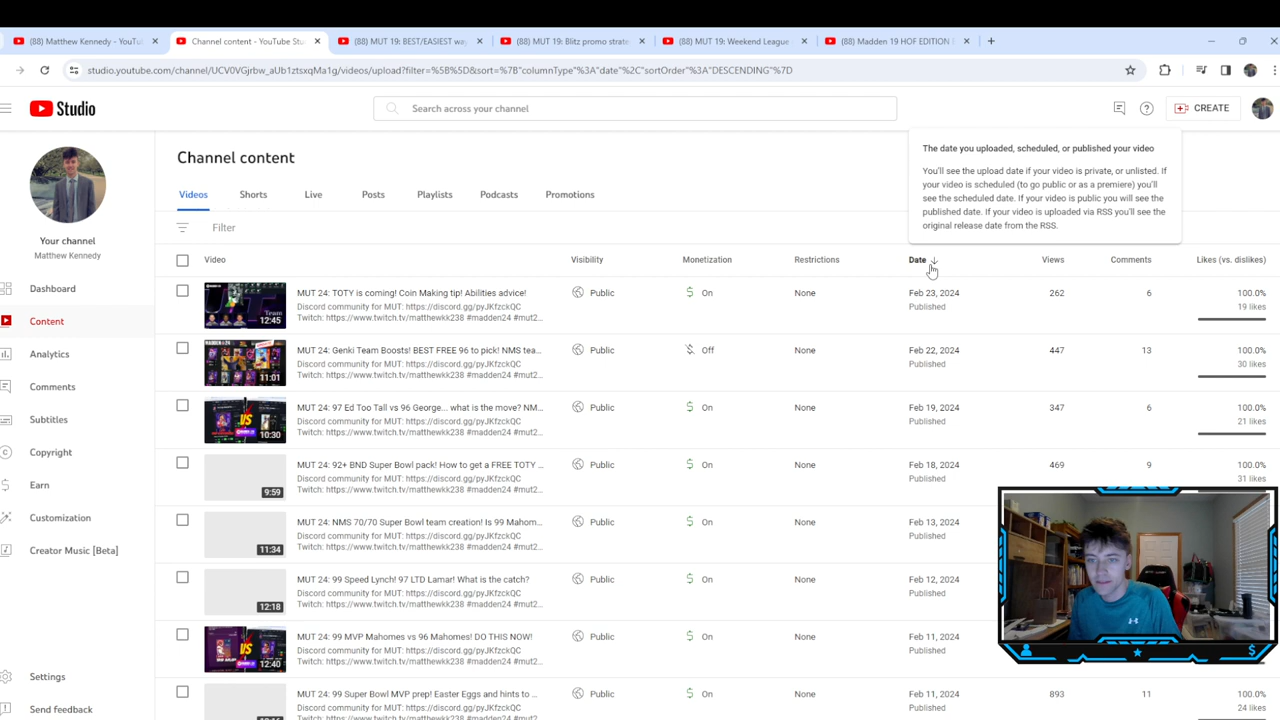 (88) Matthew Kennedy - YouTu
Channel content - YouTube Stu
(88) MUT 19: BEST/EASIEST way
(88) MUT 19: Blitz promo strate
(88) MUT 19: Weekend League
(88) Madden 19 HOF EDITION
studio.youtube.com/channel/UCV0VGjrbw_aUb1ztsxqMa1g/videos/upload?filter=%5B%5D&sort=%7B"columnType"%3A"date"%2C"sortOrder"%3A"DESCENDING"%7D
Studio
Search across your channel
CREATE
Channel content
The date you uploaded, scheduled, or published your video
You'll see the upload date if your video is private, or unlisted. If
your video is scheduled (to go public or as a premiere) you'll
see the scheduled date. If your video is public you will see the
published date. If your video is uploaded via RSS you'll see the
original release date from the RSS.
Videos
Shorts
Live
Posts
Playlists
Podcasts
Promotions
Filter
Your channel
Matthew Kennedy
Dashboard
Content
Analytics
Comments
Subtitles
Copyright
Earn
Customization
Creator Music [Beta]
Settings
Send feedback
Video
Visibility
Monetization
Restrictions
Date
Views
Comments
Likes (vs. dislikes)
12:45
MUT 24: TOTY is coming! Coin Making tip! Abilities advice!
Discord community for MUT: https://discord.gg/pyJKfzckQC
Twitch: https://www.twitch.tv/matthewkk238 #madden24 #mut2...
Public
On
None
Feb 23, 2024
Published
262
6
100.0%
19 likes
11:01
MUT 24: Genki Team Boosts! BEST FREE 96 to pick! NMS tea...
Discord community for MUT: https://discord.gg/pyJKfzckQC
Twitch: https://www.twitch.tv/matthewkk238 #madden24 #mut2...
Public
Off
None
Feb 22, 2024
Published
447
13
100.0%
30 likes
VS
10:30
MUT 24: 97 Ed Too Tall vs 96 George... what is the move? NM...
Discord community for MUT: https://discord.gg/pyJKfzckQC
Twitch: https://www.twitch.tv/matthewkk238 #madden24 #mut2...
Public
On
None
Feb 19, 2024
Published
347
6
100.0%
21 likes
9:59
MUT 24: 92+ BND Super Bowl pack! How to get a FREE TOTY ...
Discord community for MUT: https://discord.gg/pyJKfzckQC
Twitch: https://www.twitch.tv/matthewkk238 #madden24 #mut2...
Public
On
None
Feb 18, 2024
Published
469
9
100.0%
31 likes
11:34
MUT 24: NMS 70/70 Super Bowl team creation! Is 99 Mahom...
Discord community for MUT: https://discord.gg/pyJKfzckQC
Twitch: https://www.twitch.tv/matthewkk238 #madden24 #mut2...
Public
On
None
Feb 13, 2024
Published
12:18
MUT 24: 99 Speed Lynch! 97 LTD Lamar! What is the catch?
Discord community for MUT: https://discord.gg/pyJKfzckQC
Twitch: https://www.twitch.tv/matthewkk238 #madden24 #mut2...
Public
On
None
Feb 12, 2024
Published
VS
12:40
MUT 24: 99 MVP Mahomes vs 96 Mahomes! DO THIS NOW!
Discord community for MUT: https://discord.gg/pyJKfzckQC
Twitch: https://www.twitch.tv/matthewkk238 #madden24 #mut2...
Public
On
None
Feb 11, 2024
Published
MUT 24: 99 Super Bowl MVP prep! Easter Eggs and hints to ...
Discord community for MUT: https://discord.gg/pyJKfzckQC
Public
On
None
Feb 11, 2024
Published
893
11
100.0%
24 likes